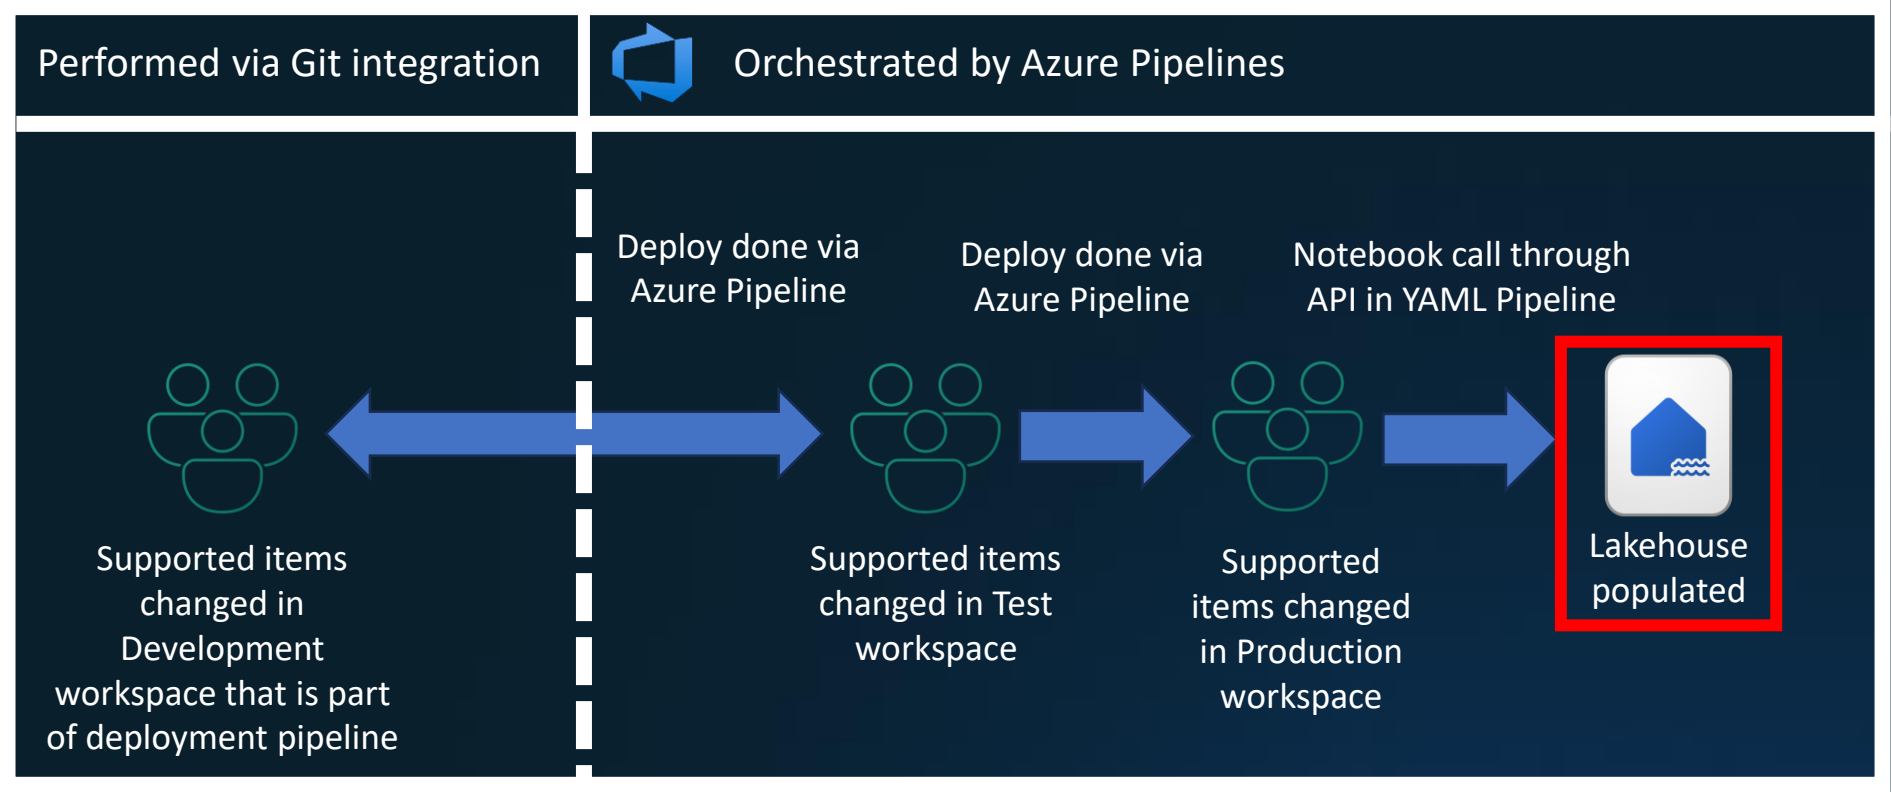 Performed via Git integration
Orchestrated by Azure Pipelines
Deploy done via
Azure Pipeline
Deploy done via
Azure Pipeline
Notebook call through
API in YAML Pipeline
Supported items
changed in
Development
workspace that is part
of deployment pipeline
Supported items
changed in Test
workspace
Supported
items changed
in Production
workspace
Lakehouse
populated